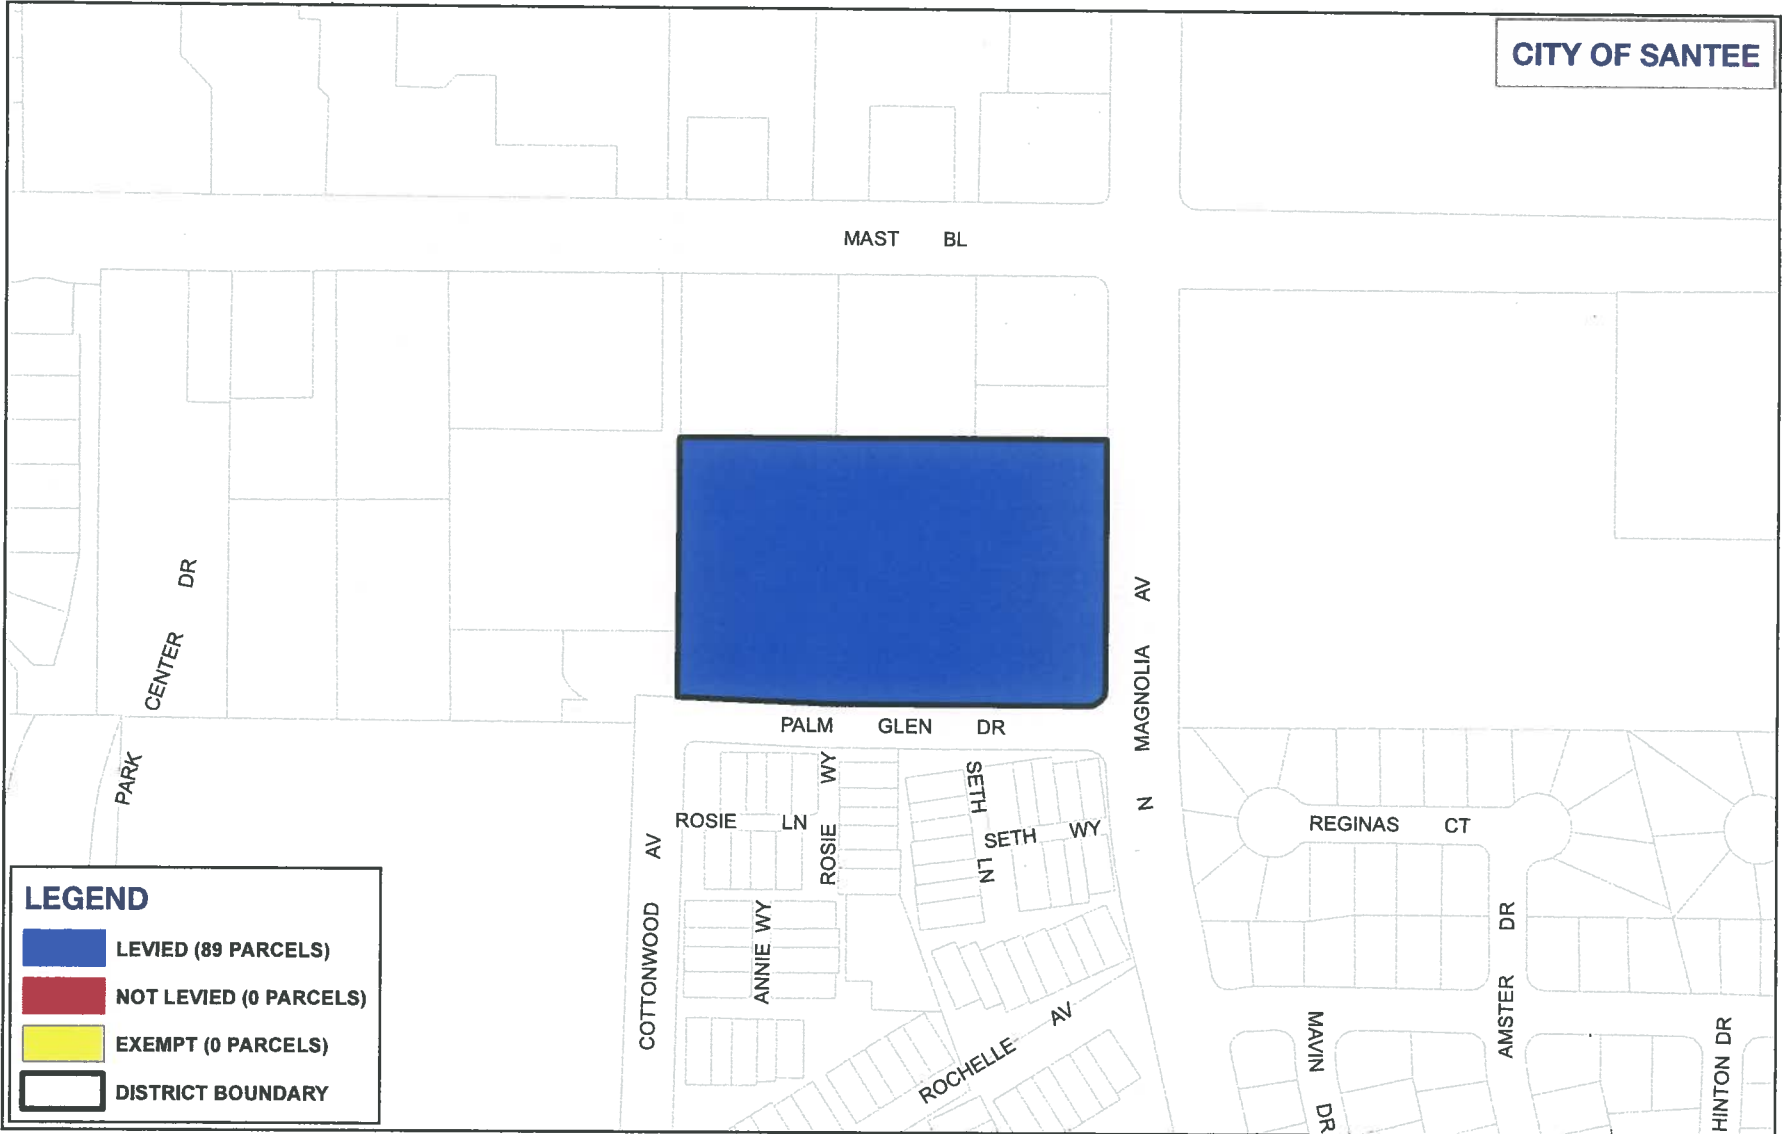 CITY OF SANTEE
MAST BL
CENTER DR
PARK
N MAGNOLIA AV
PALM GLEN DR
ROSIE WY
ROSIE LN
SETH LN
SETH WY
REGINAS CT
COTTONWOOD AV
ANNIE WY
ROCHELLE AV
MAVIN DR
AMSTER DR
HINTON DR
LEGEND
LEVIED (89 PARCELS)
NOT LEVIED (0 PARCELS)
EXEMPT (0 PARCELS)
DISTRICT BOUNDARY